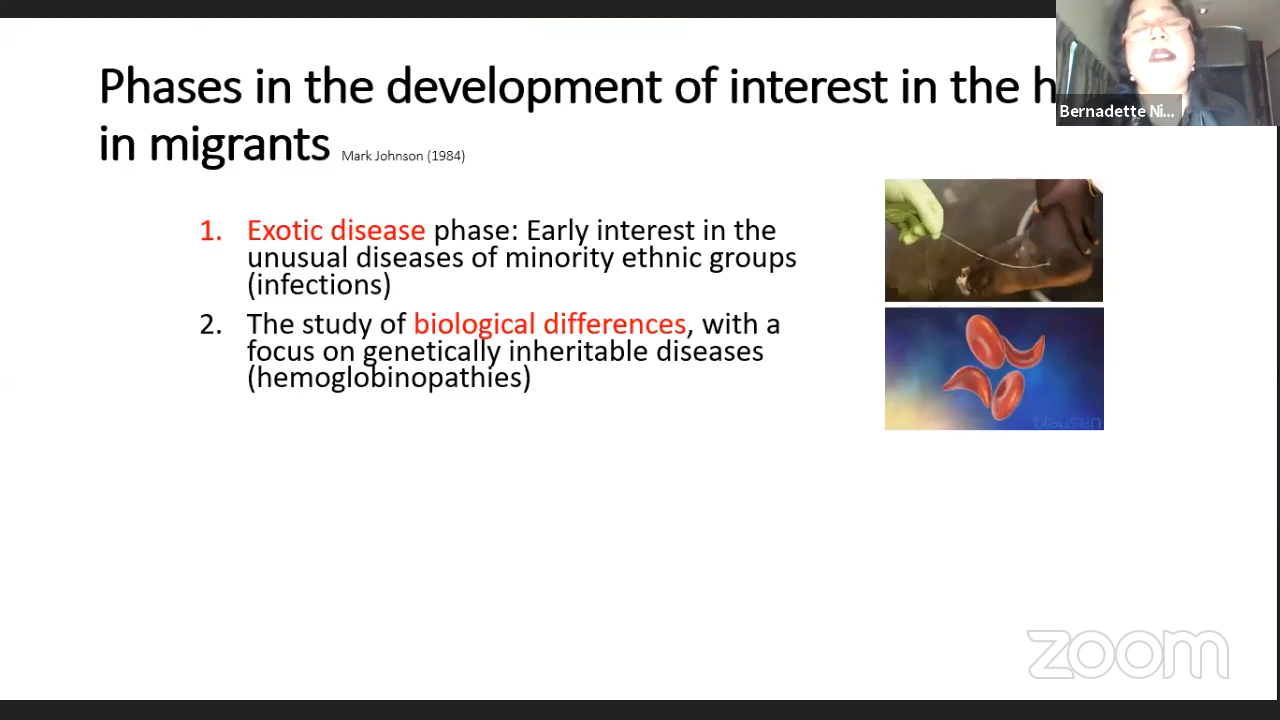 Phases in the development of interest in the h
in migrants Mark Johnson (1984)
Bernadette Ni...
1. Exotic disease phase: Early interest in the
unusual diseases of minority ethnic groups
(infections)
2. The study of biological differences, with a
focus on genetically inheritable diseases
(hemoglobinopathies)
blausen
zoom